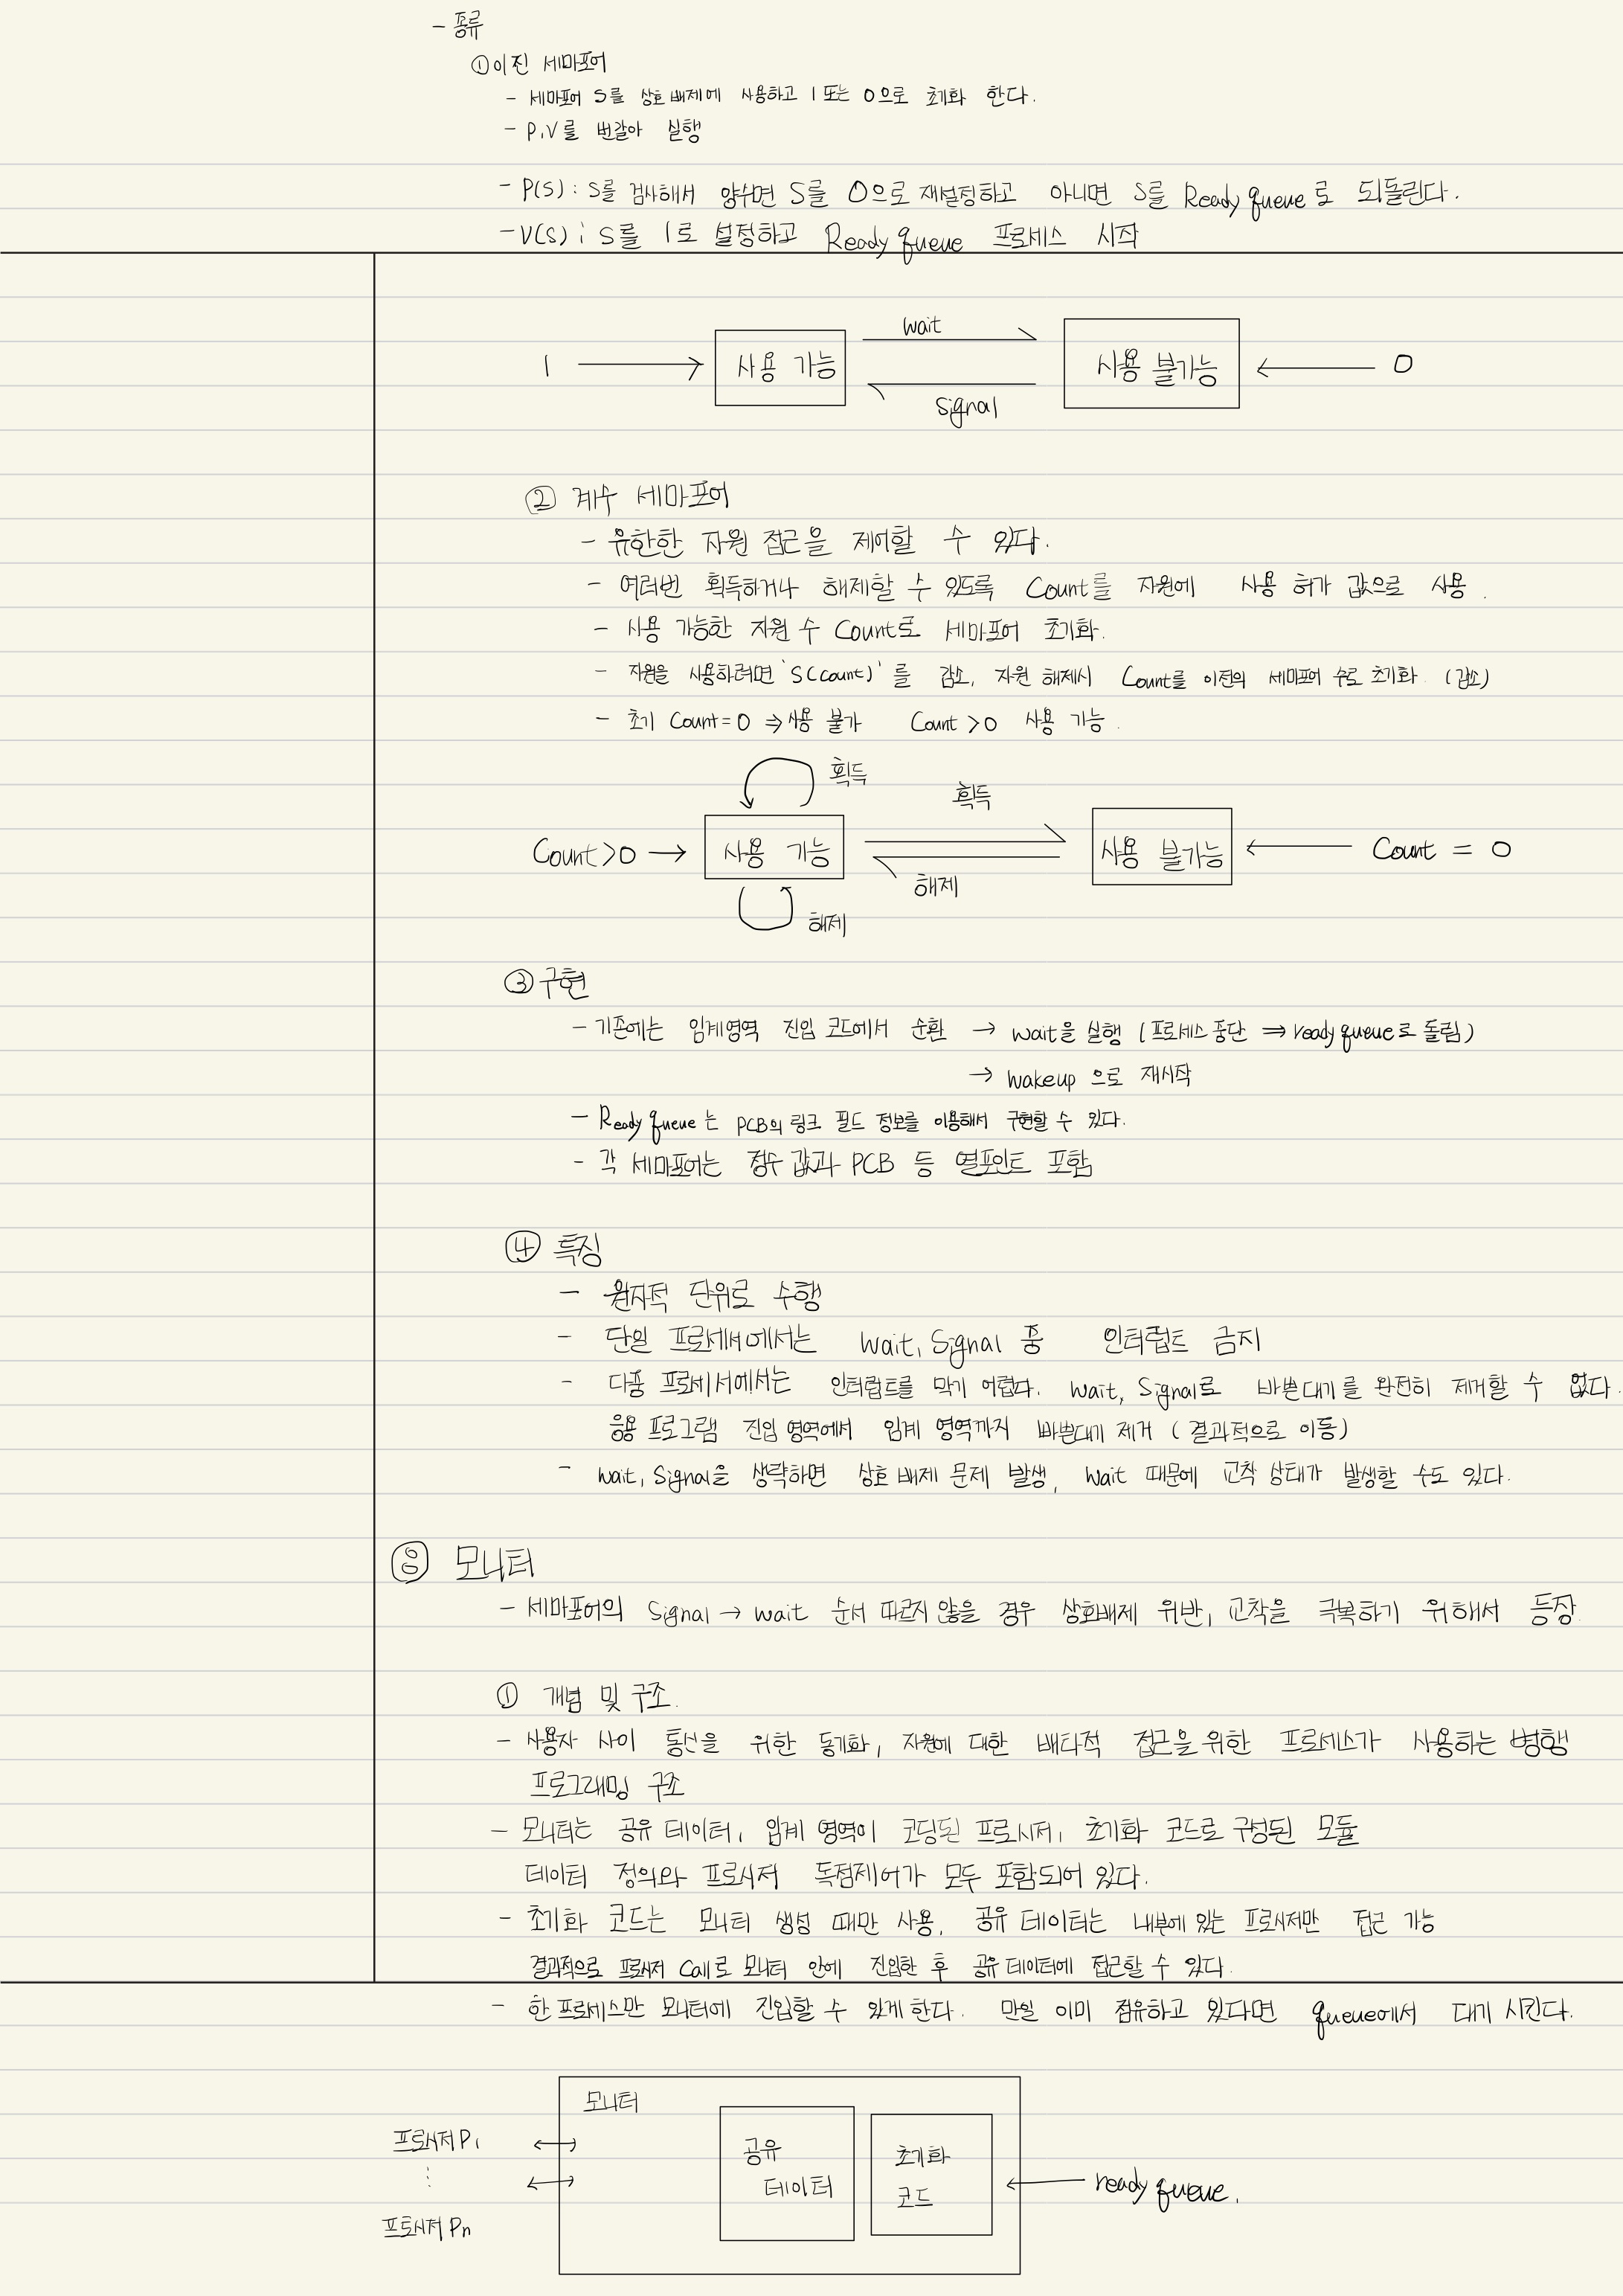 - 종류
① 이진 세마포어
- 세마포어 S를 상호배제에 사용하고 1 또는 0으로 초기화 한다.
- P, V를 번갈아 실행
- P(S) : S를 검사해서 양수면 S를 0으로 재설정하고 아니면 S를 Ready queue로 되돌린다.
- V(S) : S를 1로 설정하고 Ready queue 프로세스 시작
wait
1 → 사용 가능 사용 불가능 ← 0
signal
② 계수 세마포어
- 유한한 자원 접근을 제어할 수 있다.
- 여러번 획득하거나 해제할 수 있도록 Count를 자원에 사용 허가 값으로 사용.
- 사용 가능한 자원 수 Count로 세마포어 초기화.
- 자원을 사용하려면 'S(count)'를 감소, 자원 해제시 Count를 이전의 세마포어 수로 초기화. (감소)
- 초기 Count = 0 ⇒ 사용 불가 Count > 0 사용 가능.
획득
획득
Count > 0 → 사용 가능 사용 불가능 ← Count = 0
해제
해제
③ 구현
- 기존에는 임계영역 진입 코드에서 순환 → wait을 실행 (프로세스 중단 ⇒ ready queue로 돌림)
→ wakeup 으로 재시작
- Ready queue는 PCB의 링크 필드 정보를 이용해서 구현할 수 있다.
- 각 세마포어는 정수 값과 PCB 등 열포인트 포함
④ 특징
- 원자적 단위로 수행
- 단일 프로세서에서는 wait, Signal 중 인터럽트 금지
- 다중 프로세서에서는 인터럽트를 막기 어렵다. wait, Signal로 바쁜대기를 완전히 제거할 수 없다.
응용 프로그램 진입 영역에서 임계 영역까지 바쁜대기 제거 (결과적으로 이동)
- wait, Signal을 생략하면 상호 배제 문제 발생, wait 때문에 교착 상태가 발생할 수도 있다.
⑧ 모니터
- 세마포어의 Signal → wait 순서 따르지 않을 경우 상호배제 위반, 교착을 극복하기 위해서 등장
① 개념 및 구조.
- 사용자 사이 통신을 위한 동기화, 자원에 대한 배타적 접근을 위한 프로세스가 사용하는 병행
프로그래밍 구조
- 모니터는 공유 데이터, 임계 영역이 코딩된 프로시저, 초기화 코드로 구성된 모듈
데이터 정의와 프로시저 독점제어가 모두 포함되어 있다.
- 초기화 코드는 모니터 생성 때만 사용, 공유 데이터는 내부에 있는 프로시저만 접근 가능
결과적으로 프로시저 Call로 모니터 안에 진입한 후 공유 데이터에 접근할 수 있다.
- 한 프로세스만 모니터에 진입할 수 있게 한다. 만일 이미 점유하고 있다면 queue에서 대기 시킨다.
모니터
프로시저 P1
⋮
프로시저 Pn
공유
데이터
초기화
코드
← ready queue.